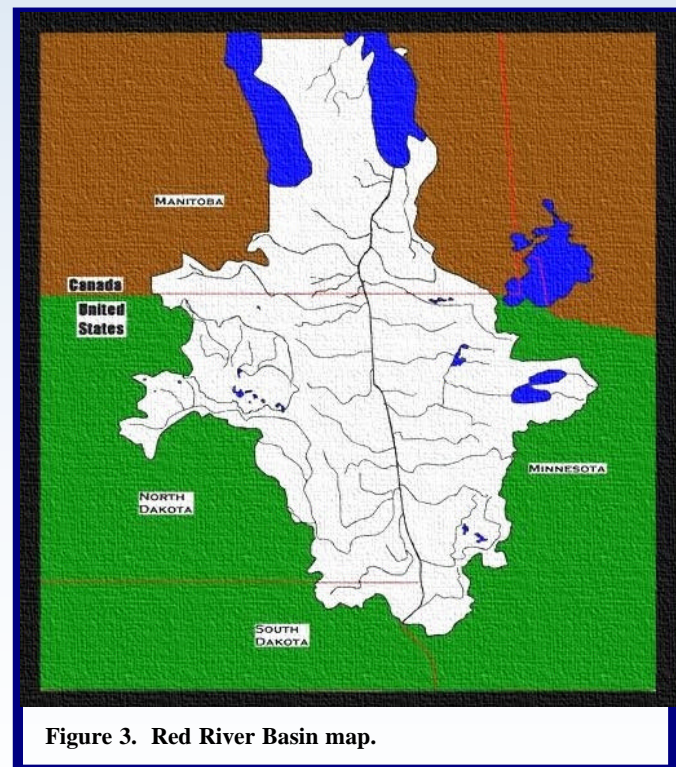 MANITOBA
Canada
United
States
MINNESOTA
NORTH
DAKOTA
SOUTH
DAKOTA
Figure 3. Red River Basin map.